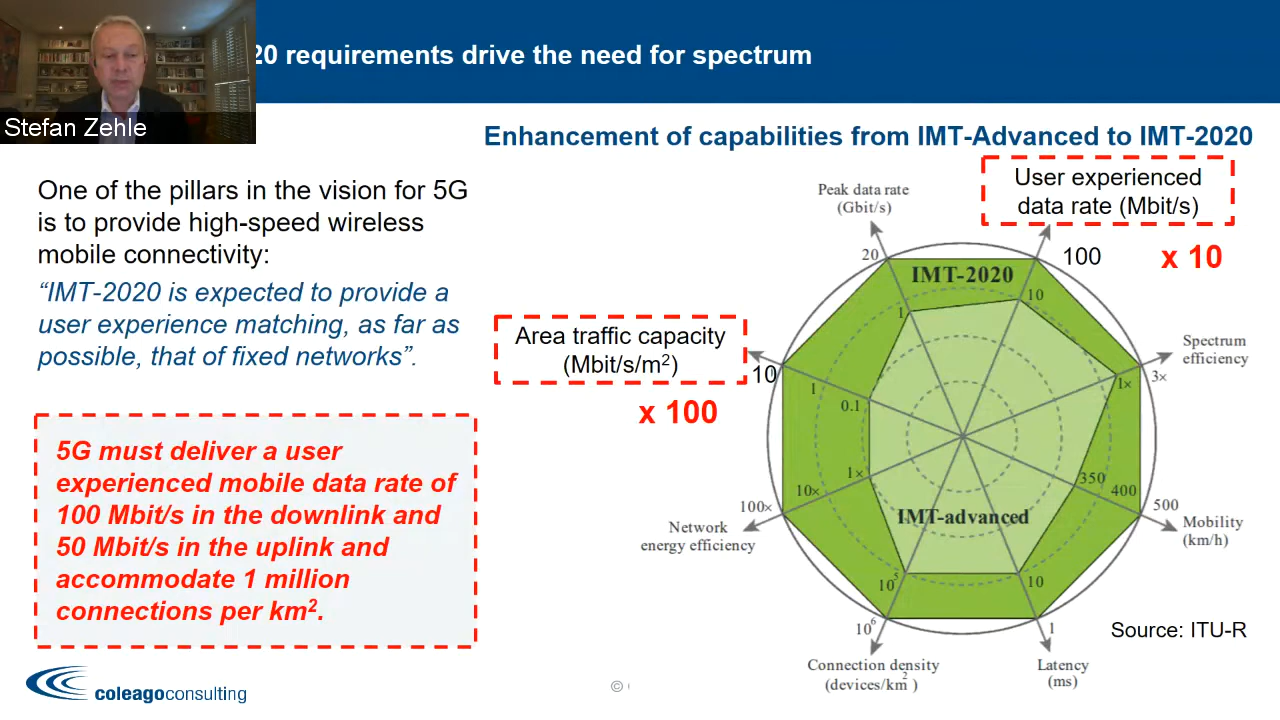 20 requirements drive the need for spectrum
Stefan Zehle
Enhancement of capabilities from IMT-Advanced to IMT-2020
One of the pillars in the vision for 5G
is to provide high-speed wireless
mobile connectivity:
“IMT-2020 is expected to provide a
user experience matching, as far as
possible, that of fixed networks”.
5G must deliver a user
experienced mobile data rate of
100 Mbit/s in the downlink and
50 Mbit/s in the uplink and
accommodate 1 million
connections per km².
Peak data rate
(Gbit/s)
User experienced
data rate (Mbit/s)
20
IMT-2020
100
x 10
1
10
Area traffic capacity
(Mbit/s/m²)
Spectrum
efficiency
10
1
1×
3×
x 100
0.1
1×
10×
100×
350
400
500
Network
energy efficiency
IMT-advanced
Mobility
(km/h)
10⁵
10
10⁶
1
Source: ITU-R
Connection density
(devices/km²)
Latency
(ms)
coleagoconsulting
©